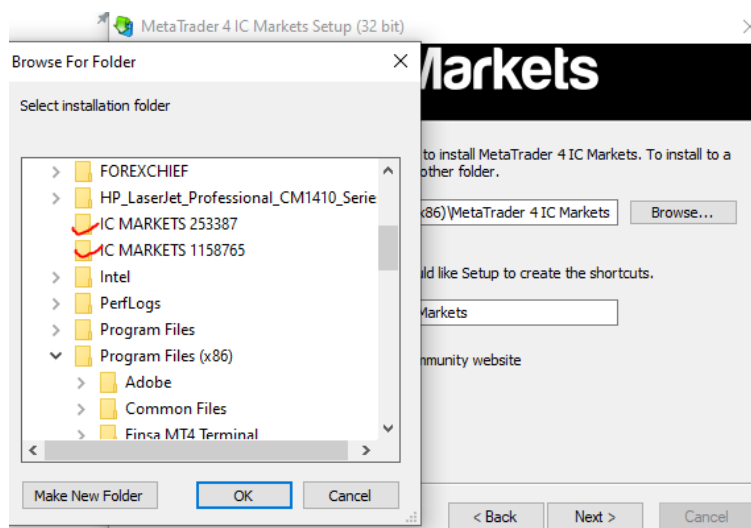 MetaTrader 4 IC Markets Setup (32 bit)
Browse For Folder
Select installation folder
FOREXCHIEF
HP_LaserJet_Professional_CM1410_Serie
IC MARKETS 253387
IC MARKETS 1158765
Intel
PerfLogs
Program Files
Program Files (x86)
Adobe
Common Files
Finsa MT4 Terminal
Make New Folder
OK
Cancel
Markets
to install MetaTrader 4 IC Markets. To install to a
other folder.
x86)\MetaTrader 4 IC Markets
Browse...
uld like Setup to create the shortcuts.
Markets
mmunity website
< Back
Next >
Cancel